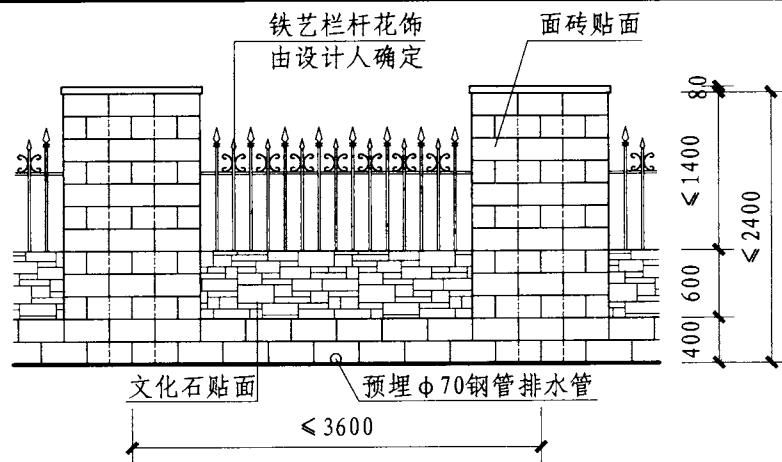 铁艺栏杆花饰
由设计人确定
面砖贴面
80
≤1400
≤2400
600
400
文化石贴面
预埋φ70钢管排水管
≤3600